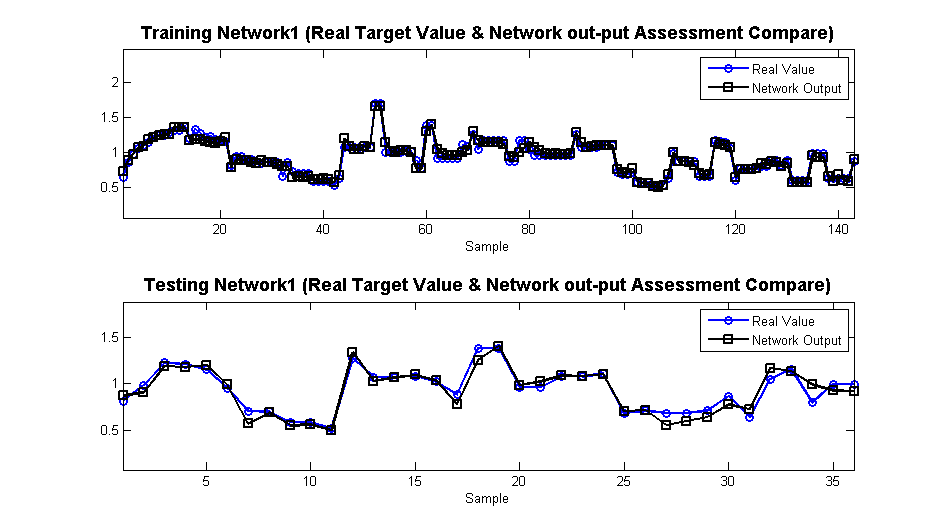 Training Network1 (Real Target Value & Network out-put Assessment Compare)
Real Value
Network Output
2
1.5
1
0.5
20 40 60 80 100 120 140
Sample
Testing Network1 (Real Target Value & Network out-put Assessment Compare)
Real Value
Network Output
1.5
1
0.5
5 10 15 20 25 30 35
Sample